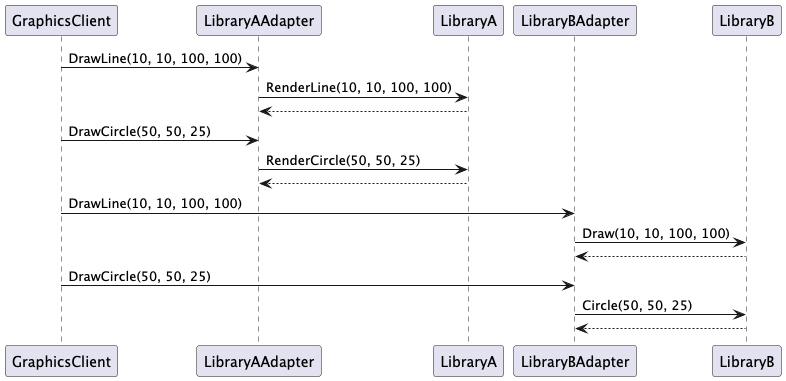 GraphicsClient LibraryAAdapter LibraryA LibraryBAdapter LibraryB
DrawLine(10, 10, 100, 100)
RenderLine(10, 10, 100, 100)
DrawCircle(50, 50, 25)
RenderCircle(50, 50, 25)
DrawLine(10, 10, 100, 100)
Draw(10, 10, 100, 100)
DrawCircle(50, 50, 25)
Circle(50, 50, 25)
GraphicsClient LibraryAAdapter LibraryA LibraryBAdapter LibraryB